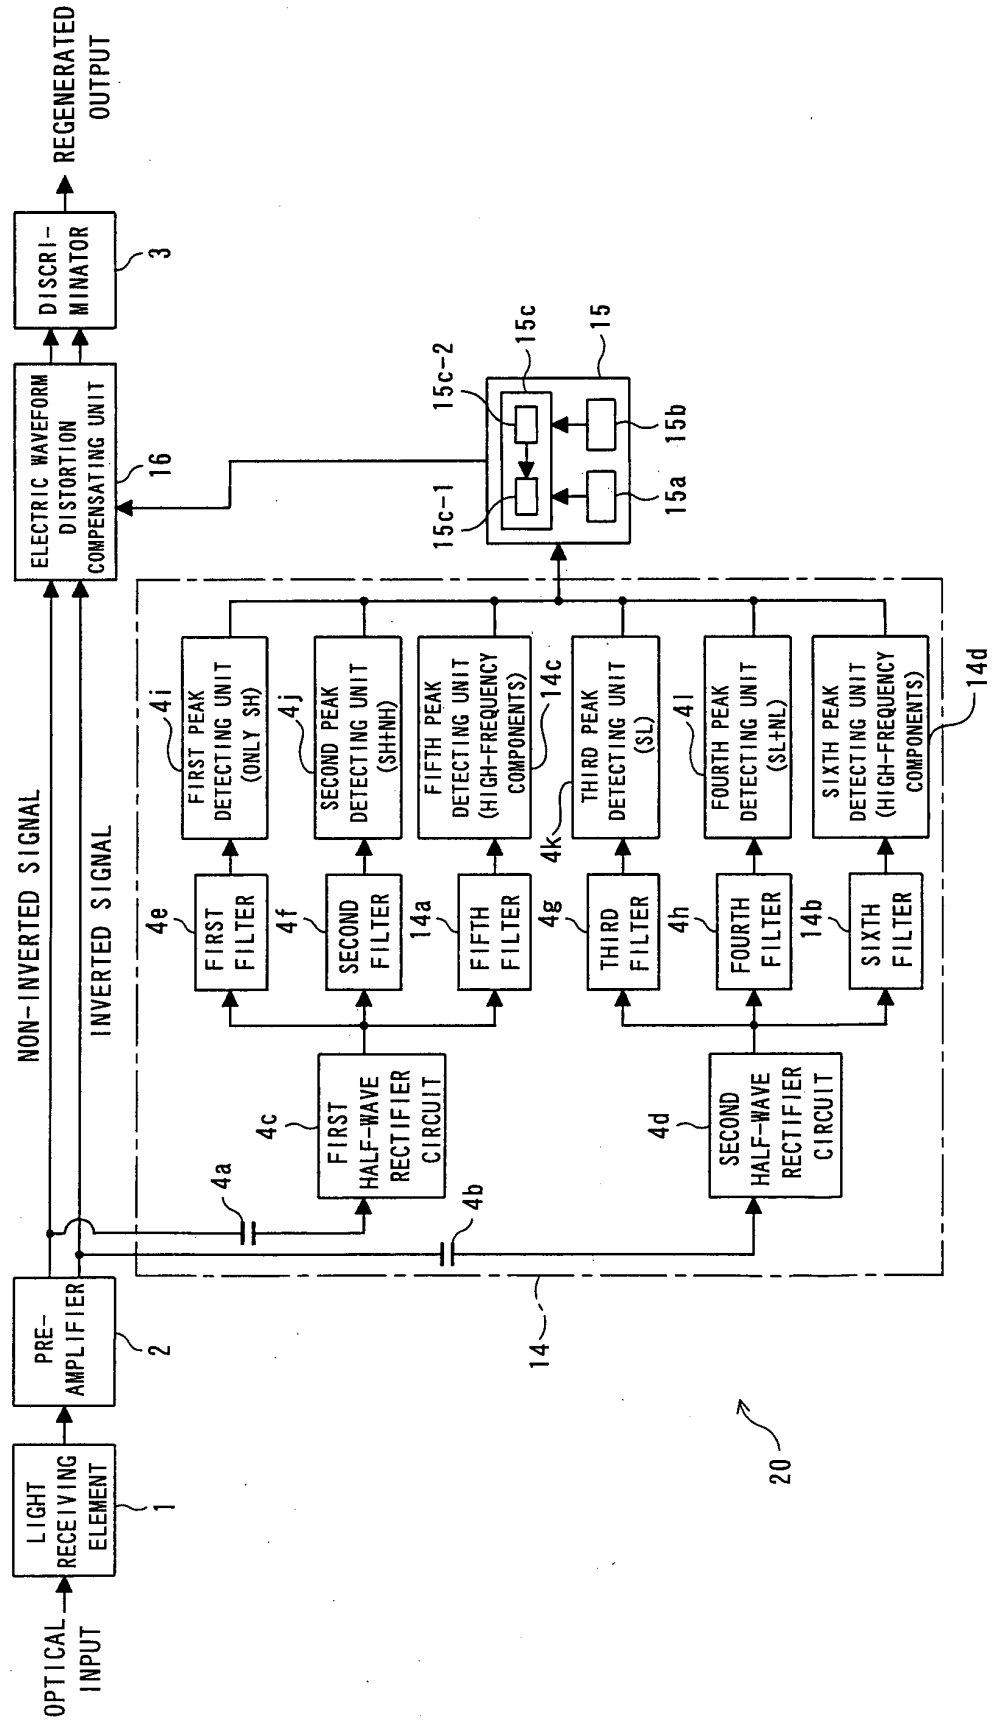 OPTICAL
INPUT
LIGHT
RECEIVING
ELEMENT
1
PRE-
AMPLIFIER
2
NON-INVERTED SIGNAL
INVERTED SIGNAL
ELECTRIC WAVEFORM
DISTORTION
COMPENSATING UNIT
16
DISCRI-
MINATOR
3
REGENERATED
OUTPUT
4a
4b
4c
FIRST
HALF-WAVE
RECTIFIER
CIRCUIT
4d
SECOND
HALF-WAVE
RECTIFIER
CIRCUIT
4e
FIRST
FILTER
4f
SECOND
FILTER
14a
FIFTH
FILTER
4g
THIRD
FILTER
4h
FOURTH
FILTER
14b
SIXTH
FILTER
4i
FIRST PEAK
DETECTING UNIT
(ONLY SH)
4j
SECOND PEAK
DETECTING UNIT
(SH+NH)
FIFTH PEAK
DETECTING UNIT
(HIGH-FREQUENCY
COMPONENTS)
14c
4k
THIRD PEAK
DETECTING UNIT
(SL)
4l
FOURTH PEAK
DETECTING UNIT
(SL+NL)
SIXTH PEAK
DETECTING UNIT
(HIGH-FREQUENCY
COMPONENTS)
14d
15c-1
15c-2
15c
15
15a
15b
14
20